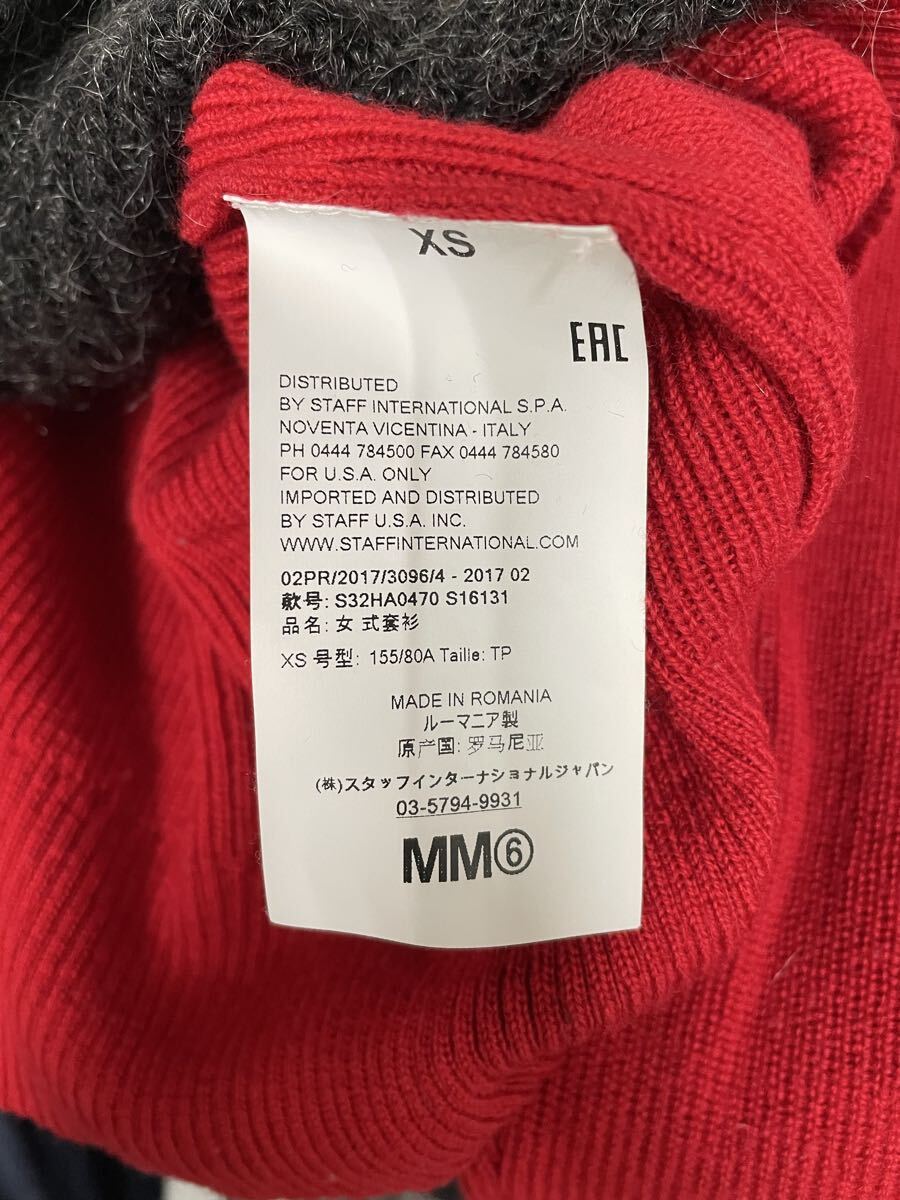 XS
EAC
DISTRIBUTED
BY STAFF INTERNATIONAL S.P.A.
NOVENTA VICENTINA - ITALY
PH 0444 784500 FAX 0444 784580
FOR U.S.A. ONLY
IMPORTED AND DISTRIBUTED
BY STAFF U.S.A. INC.
WWW.STAFFINTERNATIONAL.COM
02PR/2017/3096/4 - 2017 02
款号: S32HA0470 S16131
品名: 女 式套衫
XS 号型: 155/80A Tailie: TP
MADE IN ROMANIA
ルーマニア製
原产国: 罗马尼亚
(株)スタッフインターナショナルジャパン
03-5794-9931
MM⑥